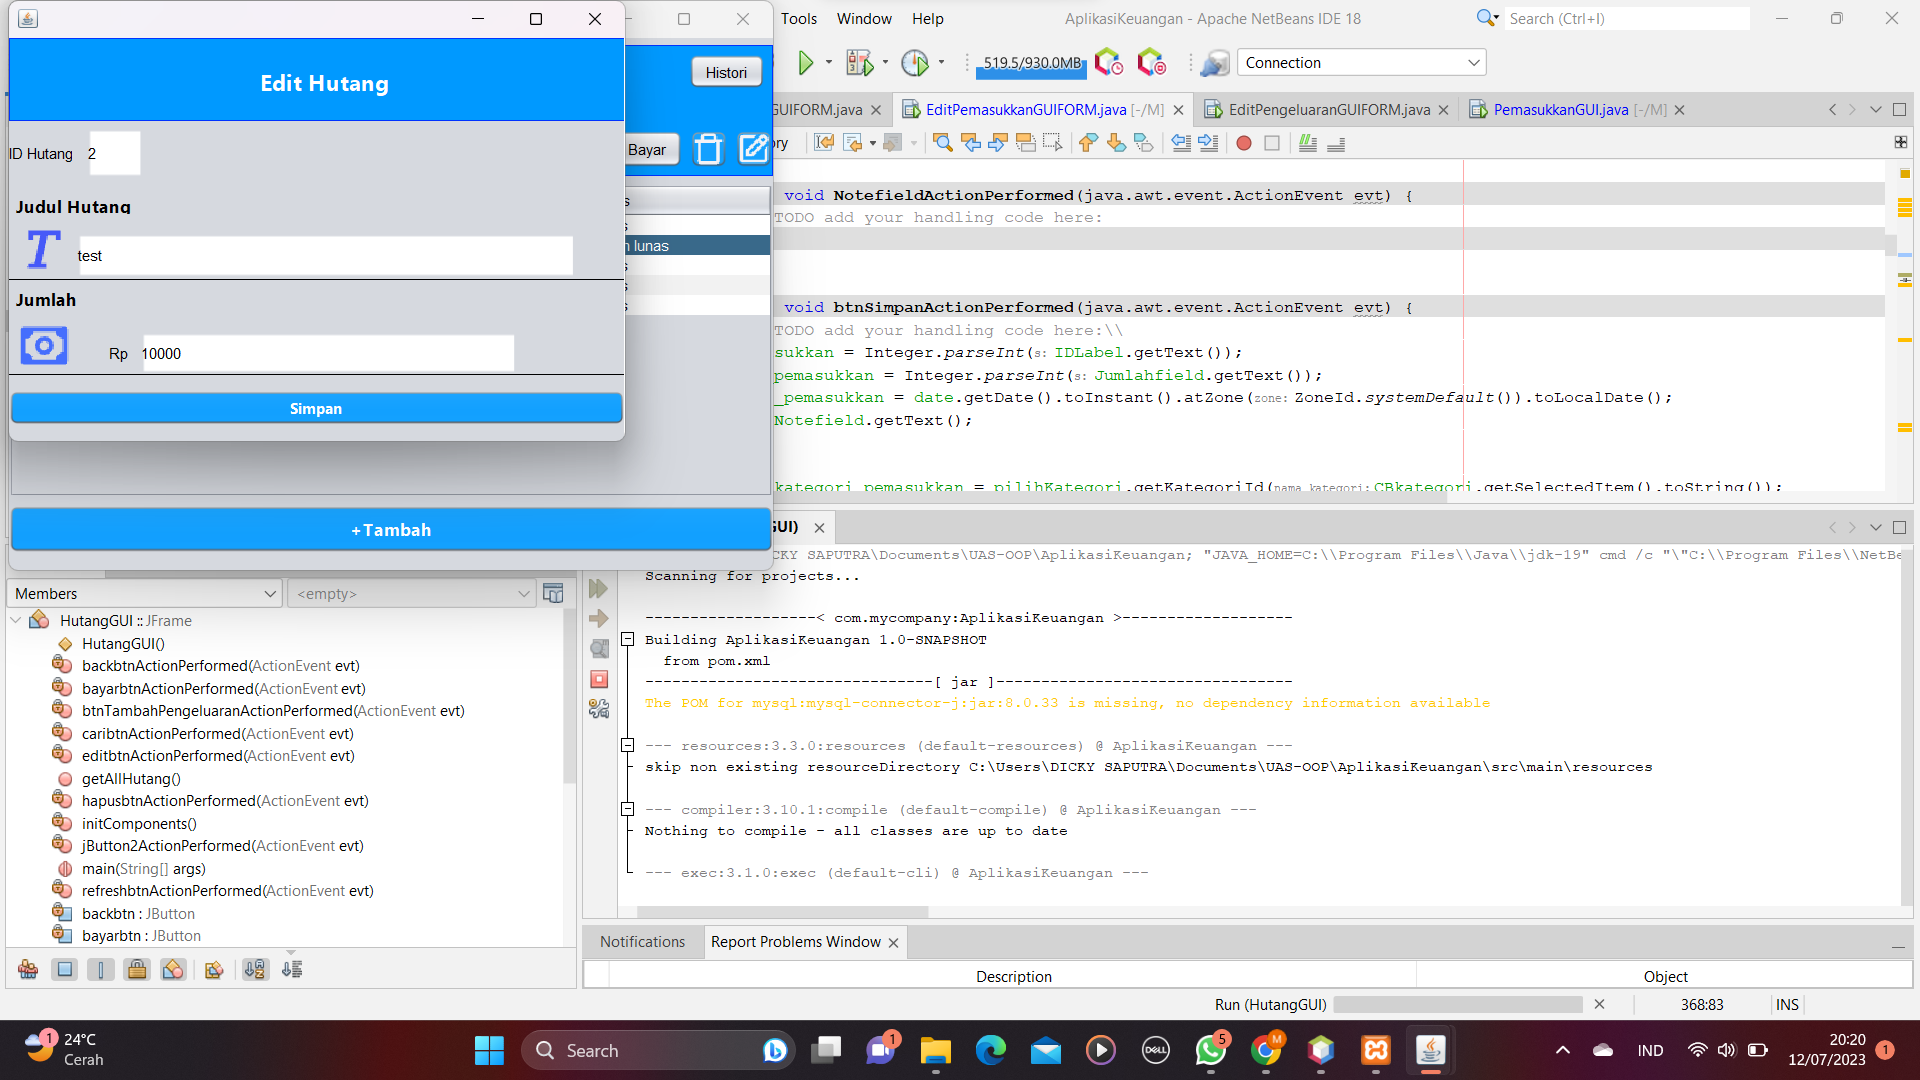 Edit Hutang
ID Hutang 2
Judul Hutang
T test
Jumlah
Rp 10000
Simpan
Histori
Bayar
s
s
n lunas
s
s
s
+Tambah
Tools Window Help
AplikasiKeuangan - Apache NetBeans IDE 18
Search (Ctrl+I)
519.5/930.0MB
Connection
GUIFORM.java
EditPemasukkanGUIFORM.java [-/M]
EditPengeluaranGUIFORM.java
PemasukkanGUI.java [-/M]
ry
void NotefieldActionPerformed(java.awt.event.ActionEvent evt) {
TODO add your handling code here:
void btnSimpanActionPerformed(java.awt.event.ActionEvent evt) {
TODO add your handling code here:\\
sukkan = Integer.parseInt(s: IDLabel.getText());
pemasukkan = Integer.parseInt(s: Jumlahfield.getText());
_pemasukkan = date.getDate().toInstant().atZone(zone: ZoneId.systemDefault()).toLocalDate();
Notefield.getText();
kategori_pemasukkan = pilihKategori.getKategoriId(nama_kategori: CBkategori.getSelectedItem().toString());
GUI)
CKY SAPUTRA\Documents\UAS-OOP\AplikasiKeuangan; "JAVA_HOME=C:\\Program Files\\Java\\jdk-19" cmd /c "\"C:\\Program Files\\NetBe
Scanning for projects...
-------------------< com.mycompany:AplikasiKeuangan >-------------------
Building AplikasiKeuangan 1.0-SNAPSHOT
from pom.xml
--------------------------------[ jar ]---------------------------------
The POM for mysql:mysql-connector-j:jar:8.0.33 is missing, no dependency information available
--- resources:3.3.0:resources (default-resources) @ AplikasiKeuangan ---
skip non existing resourceDirectory C:\Users\DICKY SAPUTRA\Documents\UAS-OOP\AplikasiKeuangan\src\main\resources
--- compiler:3.10.1:compile (default-compile) @ AplikasiKeuangan ---
Nothing to compile - all classes are up to date
--- exec:3.1.0:exec (default-cli) @ AplikasiKeuangan ---
Members
<empty>
HutangGUI :: JFrame
HutangGUI()
backbtnActionPerformed(ActionEvent evt)
bayarbtnActionPerformed(ActionEvent evt)
btnTambahPengeluaranActionPerformed(ActionEvent evt)
caribtnActionPerformed(ActionEvent evt)
editbtnActionPerformed(ActionEvent evt)
getAllHutang()
hapusbtnActionPerformed(ActionEvent evt)
initComponents()
jButton2ActionPerformed(ActionEvent evt)
main(String[] args)
refreshbtnActionPerformed(ActionEvent evt)
backbtn : JButton
bayarbtn : JButton
Notifications
Report Problems Window
Description Object
Run (HutangGUI)
368:83 INS
1
24°C
Cerah
Search
1
DELL
5
M
IND
20:20
12/07/2023
1